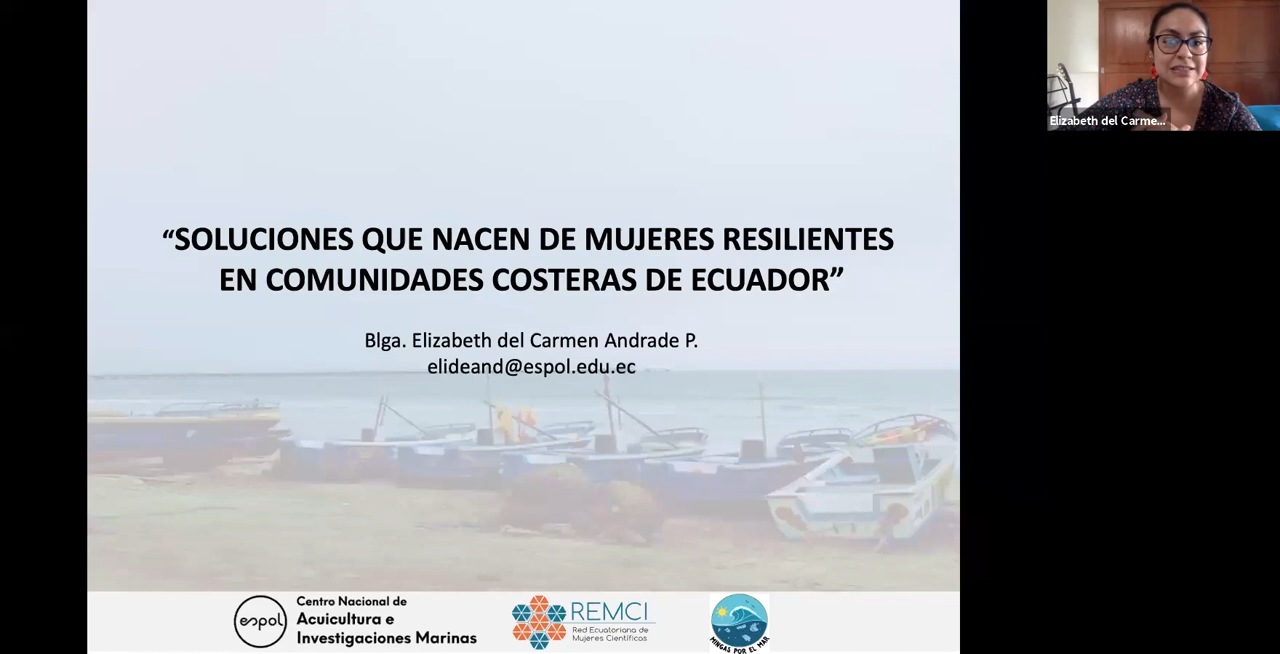 “SOLUCIONES QUE NACEN DE MUJERES RESILIENTES
EN COMUNIDADES COSTERAS DE ECUADOR”
Blga. Elizabeth del Carmen Andrade P.
elideand@espol.edu.ec
Elizabeth del Carme...
espol
Centro Nacional de
Acuicultura e
Investigaciones Marinas
REMCI
Red Ecuatoriana de
Mujeres Científicas
MINGAS POR EL MAR